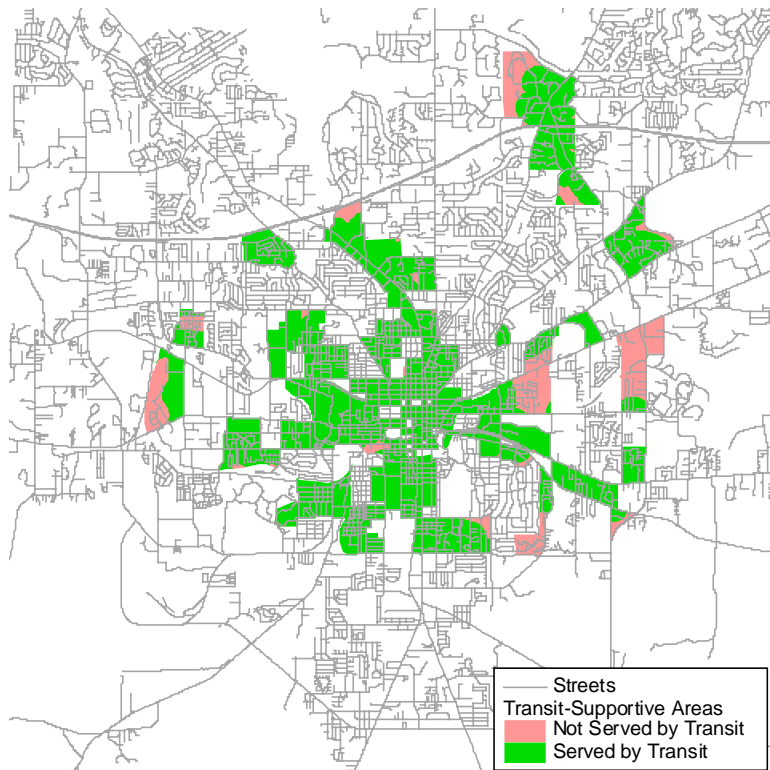 Streets
Transit-Supportive Areas
Not Served by Transit
Served by Transit